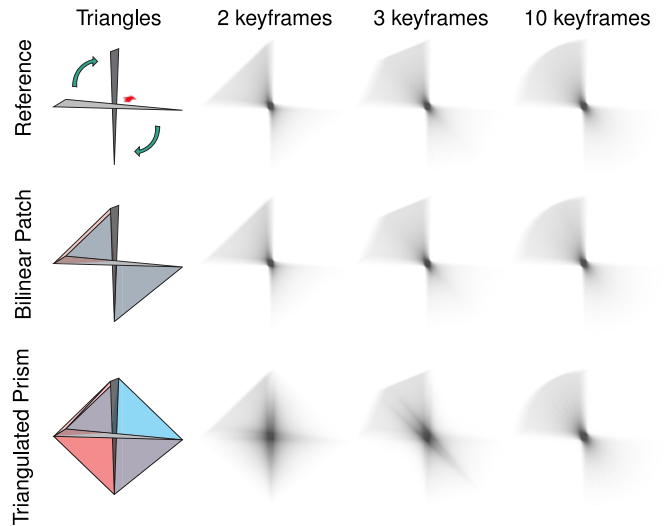 Triangles 2 keyframes 3 keyframes 10 keyframes
Reference
Bilinear Patch
Triangulated Prism